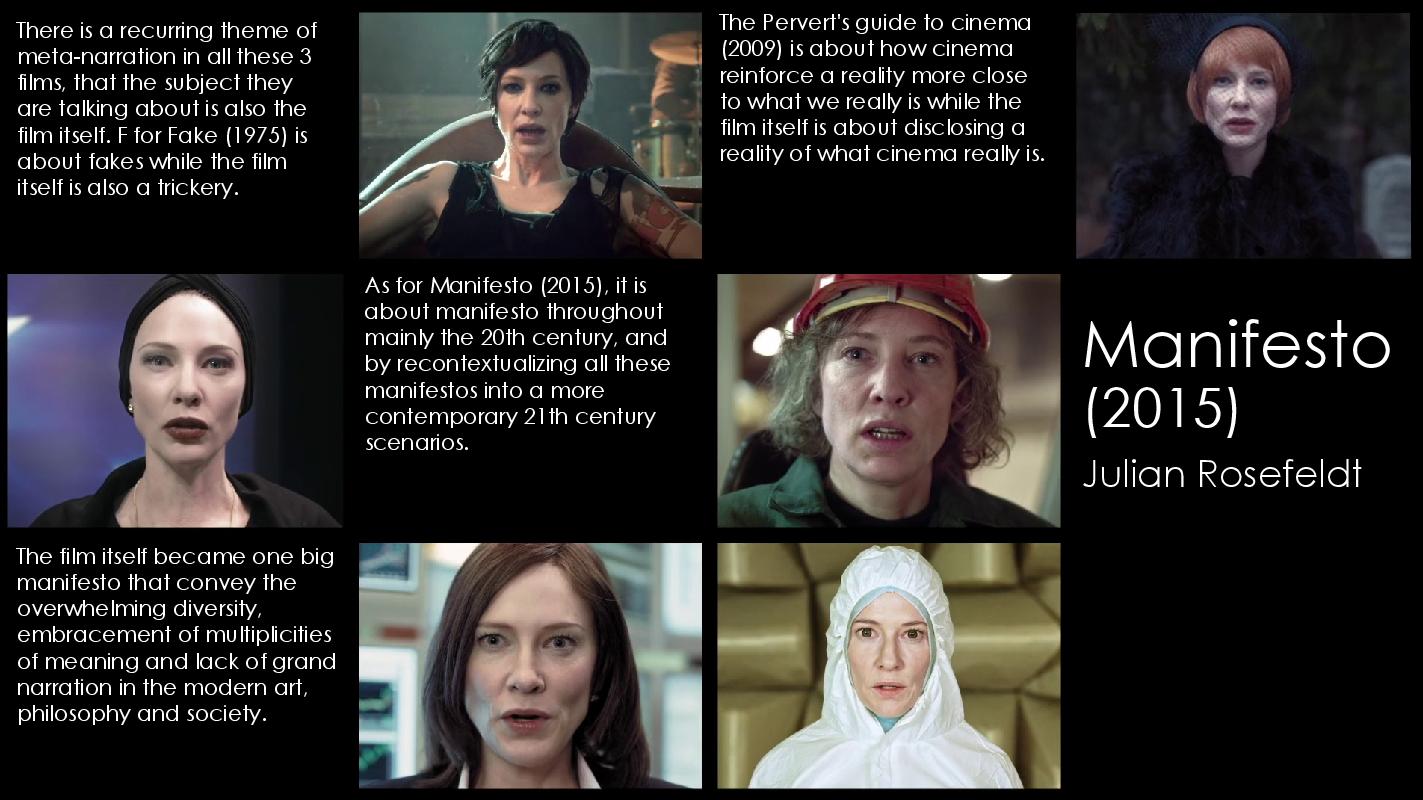 There is a recurring theme of
meta-narration in all these 3
films, that the subject they
are talking about is also the
film itself. F for Fake (1975) is
about fakes while the film
itself is also a trickery.
The Pervert's guide to cinema
(2009) is about how cinema
reinforce a reality more close
to what we really is while the
film itself is about disclosing a
reality of what cinema really is.
As for Manifesto (2015), it is
about manifesto throughout
mainly the 20th century, and
by recontextualizing all these
manifestos into a more
contemporary 21th century
scenarios.
Manifesto
(2015)
Julian Rosefeldt
The film itself became one big
manifesto that convey the
overwhelming diversity,
embracement of multiplicities
of meaning and lack of grand
narration in the modern art,
philosophy and society.